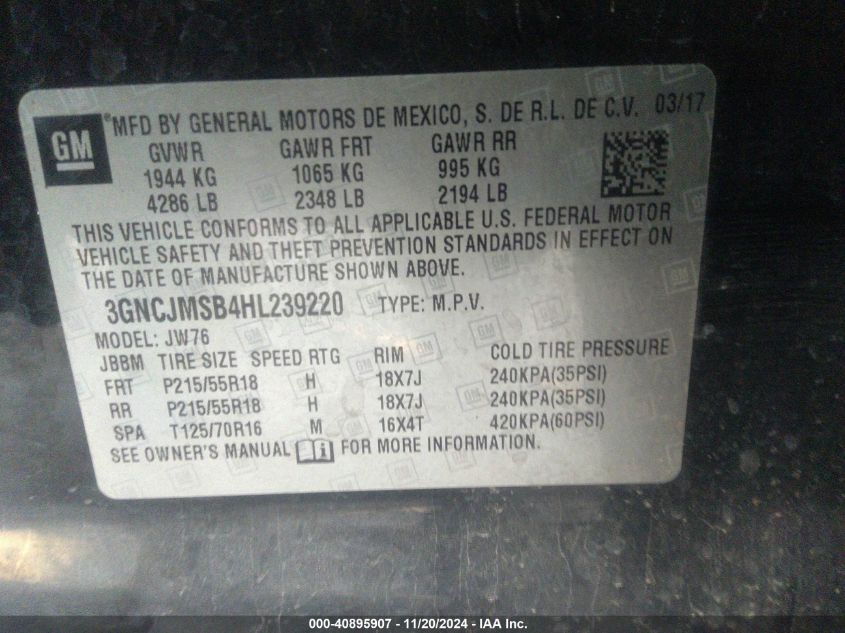 GM
®MFD BY GENERAL MOTORS DE MEXICO, S. DE R.L. DE C.V. 03/17
GVWR GAWR FRT GAWR RR
1944 KG 1065 KG 995 KG
4286 LB 2348 LB 2194 LB
THIS VEHICLE CONFORMS TO ALL APPLICABLE U.S. FEDERAL MOTOR
VEHICLE SAFETY AND THEFT PREVENTION STANDARDS IN EFFECT ON
THE DATE OF MANUFACTURE SHOWN ABOVE.
3GNCJMSB4HL239220 TYPE: M.P.V.
MODEL: JW76
JBBM TIRE SIZE SPEED RTG RIM COLD TIRE PRESSURE
FRT P215/55R18 H 18X7J 240KPA(35PSI)
RR P215/55R18 H 18X7J 240KPA(35PSI)
SPA T125/70R16 M 16X4T 420KPA(60PSI)
SEE OWNER'S MANUAL FOR MORE INFORMATION.
000-40895907 - 11/20/2024 - IAA Inc.